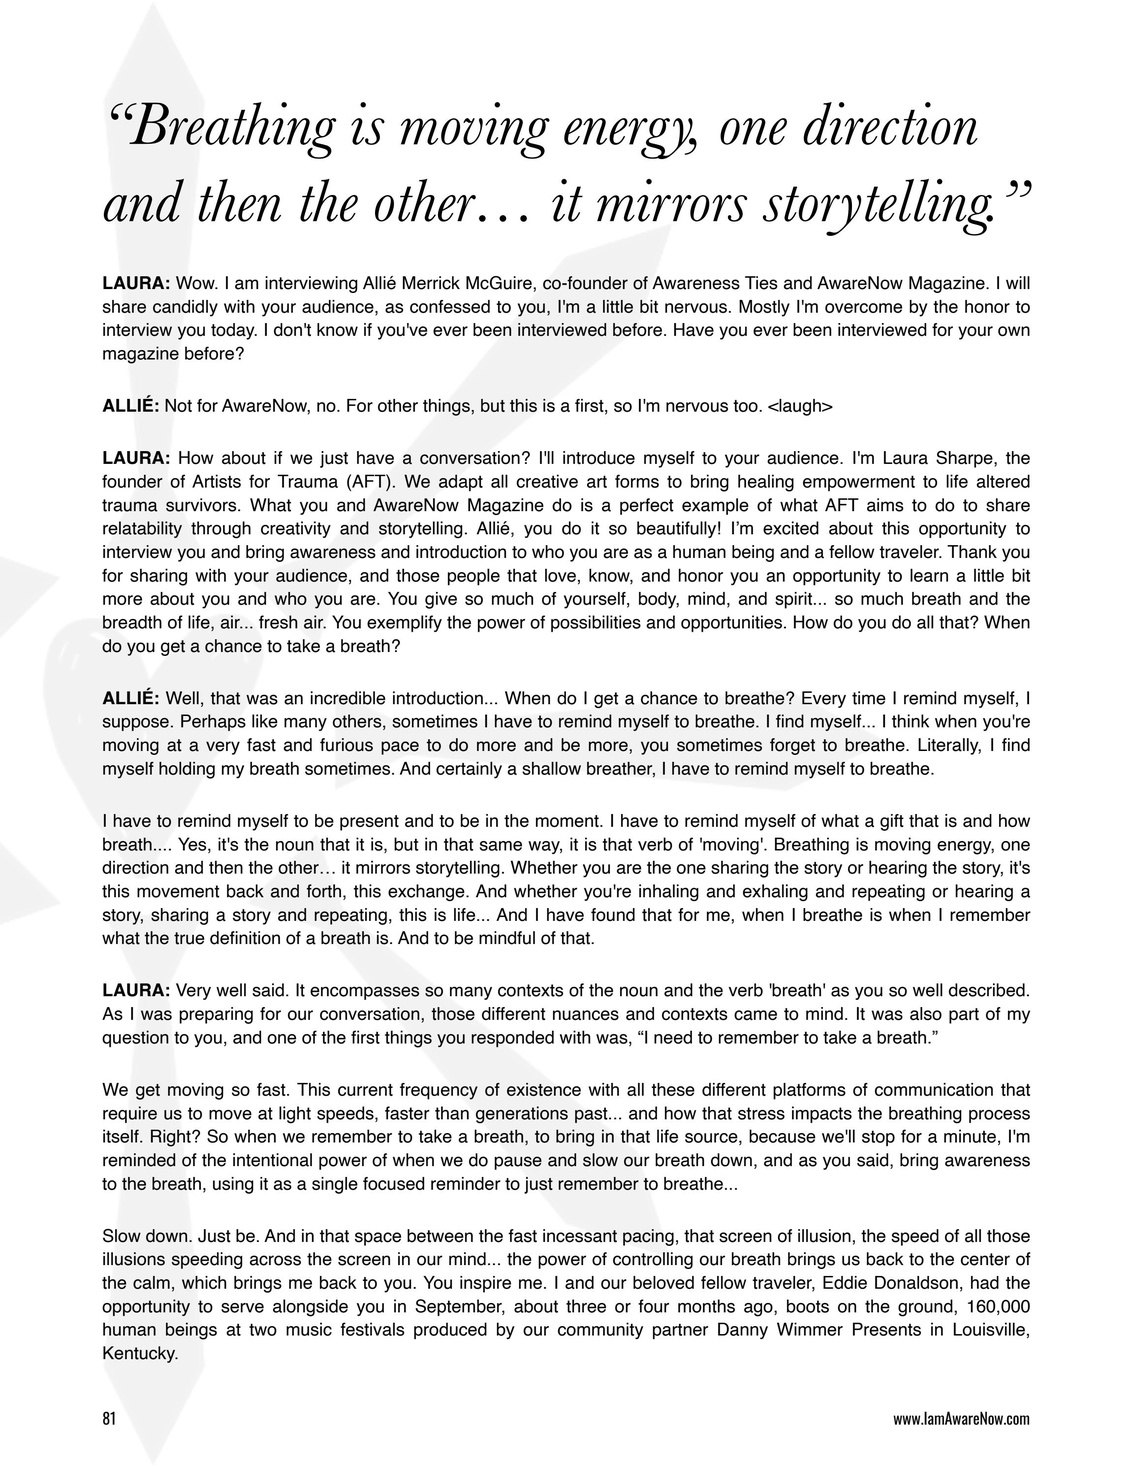 “Breathing is moving energy, one direction
and then the other… it mirrors storytelling.”
LAURA: Wow. I am interviewing Allié Merrick McGuire, co-founder of Awareness Ties and AwareNow Magazine. I will
share candidly with your audience, as confessed to you, I'm a little bit nervous. Mostly I'm overcome by the honor to
interview you today. I don't know if you've ever been interviewed before. Have you ever been interviewed for your own
magazine before?
ALLIÉ: Not for AwareNow, no. For other things, but this is a first, so I'm nervous too. <laugh>
LAURA: How about if we just have a conversation? I'll introduce myself to your audience. I'm Laura Sharpe, the
founder of Artists for Trauma (AFT). We adapt all creative art forms to bring healing empowerment to life altered
trauma survivors. What you and AwareNow Magazine do is a perfect example of what AFT aims to do to share
relatability through creativity and storytelling. Allié, you do it so beautifully! I’m excited about this opportunity to
interview you and bring awareness and introduction to who you are as a human being and a fellow traveler. Thank you
for sharing with your audience, and those people that love, know, and honor you an opportunity to learn a little bit
more about you and who you are. You give so much of yourself, body, mind, and spirit... so much breath and the
breadth of life, air... fresh air. You exemplify the power of possibilities and opportunities. How do you do all that? When
do you get a chance to take a breath?
ALLIÉ: Well, that was an incredible introduction... When do I get a chance to breathe? Every time I remind myself, I
suppose. Perhaps like many others, sometimes I have to remind myself to breathe. I find myself... I think when you're
moving at a very fast and furious pace to do more and be more, you sometimes forget to breathe. Literally, I find
myself holding my breath sometimes. And certainly a shallow breather, I have to remind myself to breathe.
I have to remind myself to be present and to be in the moment. I have to remind myself of what a gift that is and how
breath.... Yes, it's the noun that it is, but in that same way, it is that verb of 'moving'. Breathing is moving energy, one
direction and then the other… it mirrors storytelling. Whether you are the one sharing the story or hearing the story, it's
this movement back and forth, this exchange. And whether you're inhaling and exhaling and repeating or hearing a
story, sharing a story and repeating, this is life... And I have found that for me, when I breathe is when I remember
what the true definition of a breath is. And to be mindful of that.
LAURA: Very well said. It encompasses so many contexts of the noun and the verb 'breath' as you so well described.
As I was preparing for our conversation, those different nuances and contexts came to mind. It was also part of my
question to you, and one of the first things you responded with was, “I need to remember to take a breath.”
We get moving so fast. This current frequency of existence with all these different platforms of communication that
require us to move at light speeds, faster than generations past... and how that stress impacts the breathing process
itself. Right? So when we remember to take a breath, to bring in that life source, because we'll stop for a minute, I'm
reminded of the intentional power of when we do pause and slow our breath down, and as you said, bring awareness
to the breath, using it as a single focused reminder to just remember to breathe...
Slow down. Just be. And in that space between the fast incessant pacing, that screen of illusion, the speed of all those
illusions speeding across the screen in our mind... the power of controlling our breath brings us back to the center of
the calm, which brings me back to you. You inspire me. I and our beloved fellow traveler, Eddie Donaldson, had the
opportunity to serve alongside you in September, about three or four months ago, boots on the ground, 160,000
human beings at two music festivals produced by our community partner Danny Wimmer Presents in Louisville,
Kentucky.
81
www.IamAwareNow.com